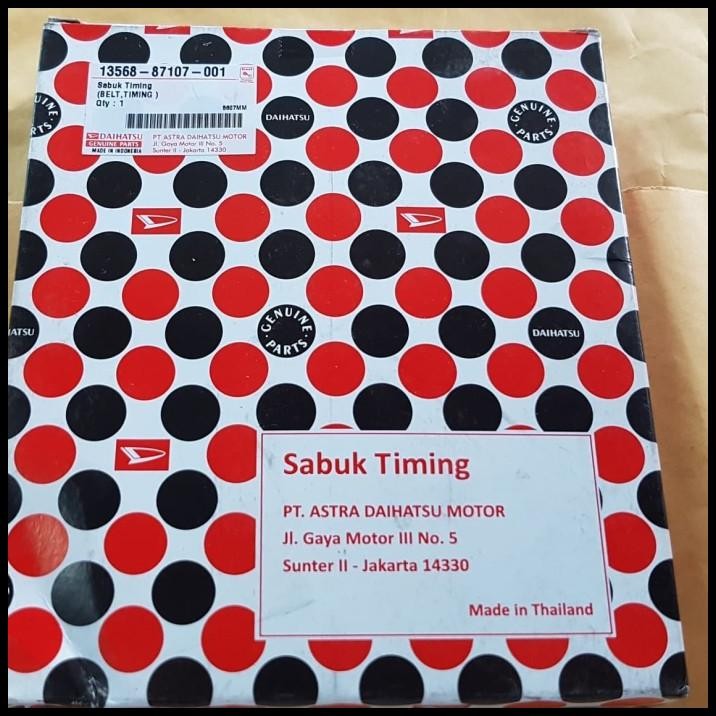 13568-87107-001
Sabuk Timing
(BELT,TIMING )
Qty : 1
DAIHATSU
GENUINE PARTS
MADE IN INDONESIA
PT ASTRA DAIHATSU MOTOR
Jl. Gaya Motor III No. 5
Sunter II - Jakarta 14330
DAIHATSU
GENUINE
PARTS
GENUINE
PARTS
DAIHATSU
Sabuk Timing
PT. ASTRA DAIHATSU MOTOR
Jl. Gaya Motor III No. 5
Sunter II - Jakarta 14330
Made in Thailand